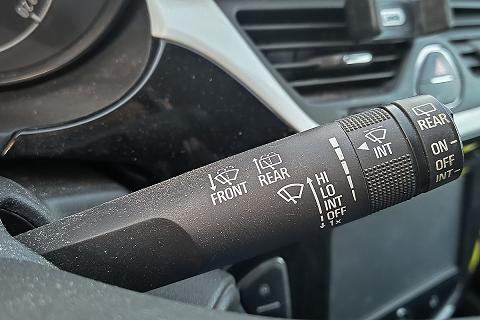 FRONT
REAR
HI
LO
INT
OFF
1x
INT
REAR
ON
OFF
INT